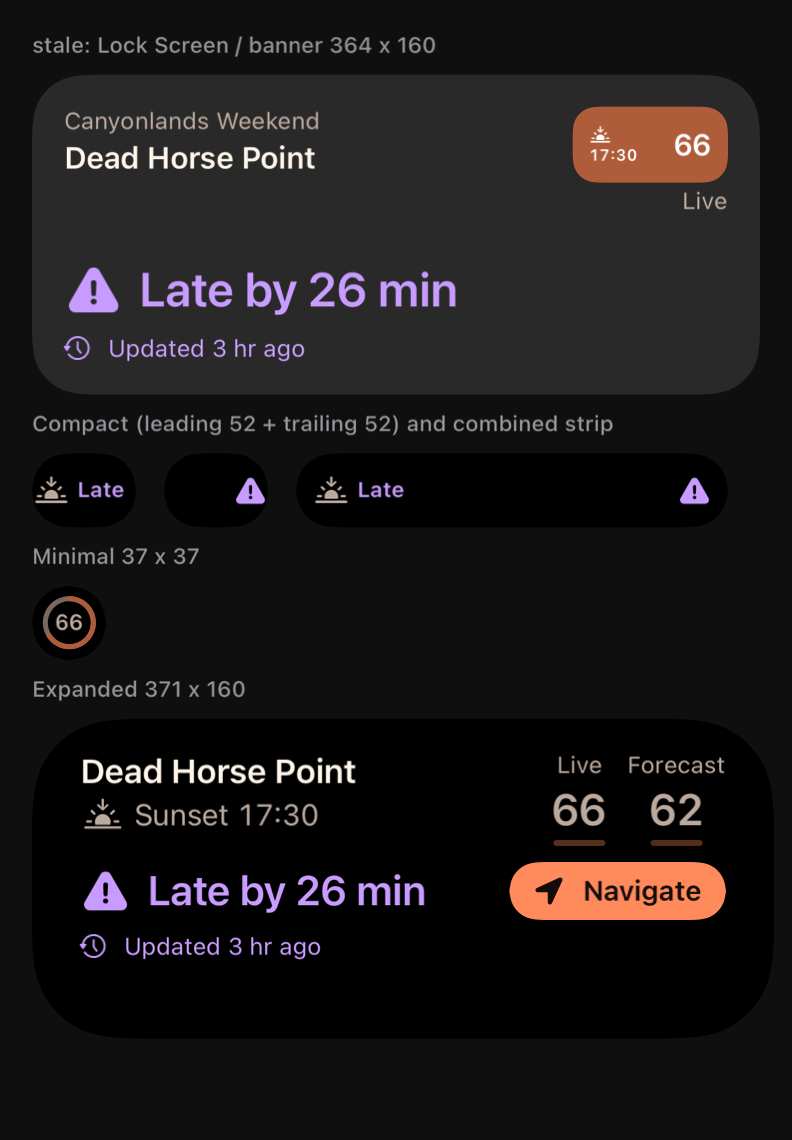 stale: Lock Screen / banner 364 x 160
Canyonlands Weekend
Dead Horse Point
17:30
66
Live
Late by 26 min
Updated 3 hr ago
Compact (leading 52 + trailing 52) and combined strip
Late
Late
Minimal 37 x 37
66
Expanded 371 x 160
Dead Horse Point
Sunset 17:30
Live Forecast
66 62
Late by 26 min
Navigate
Updated 3 hr ago